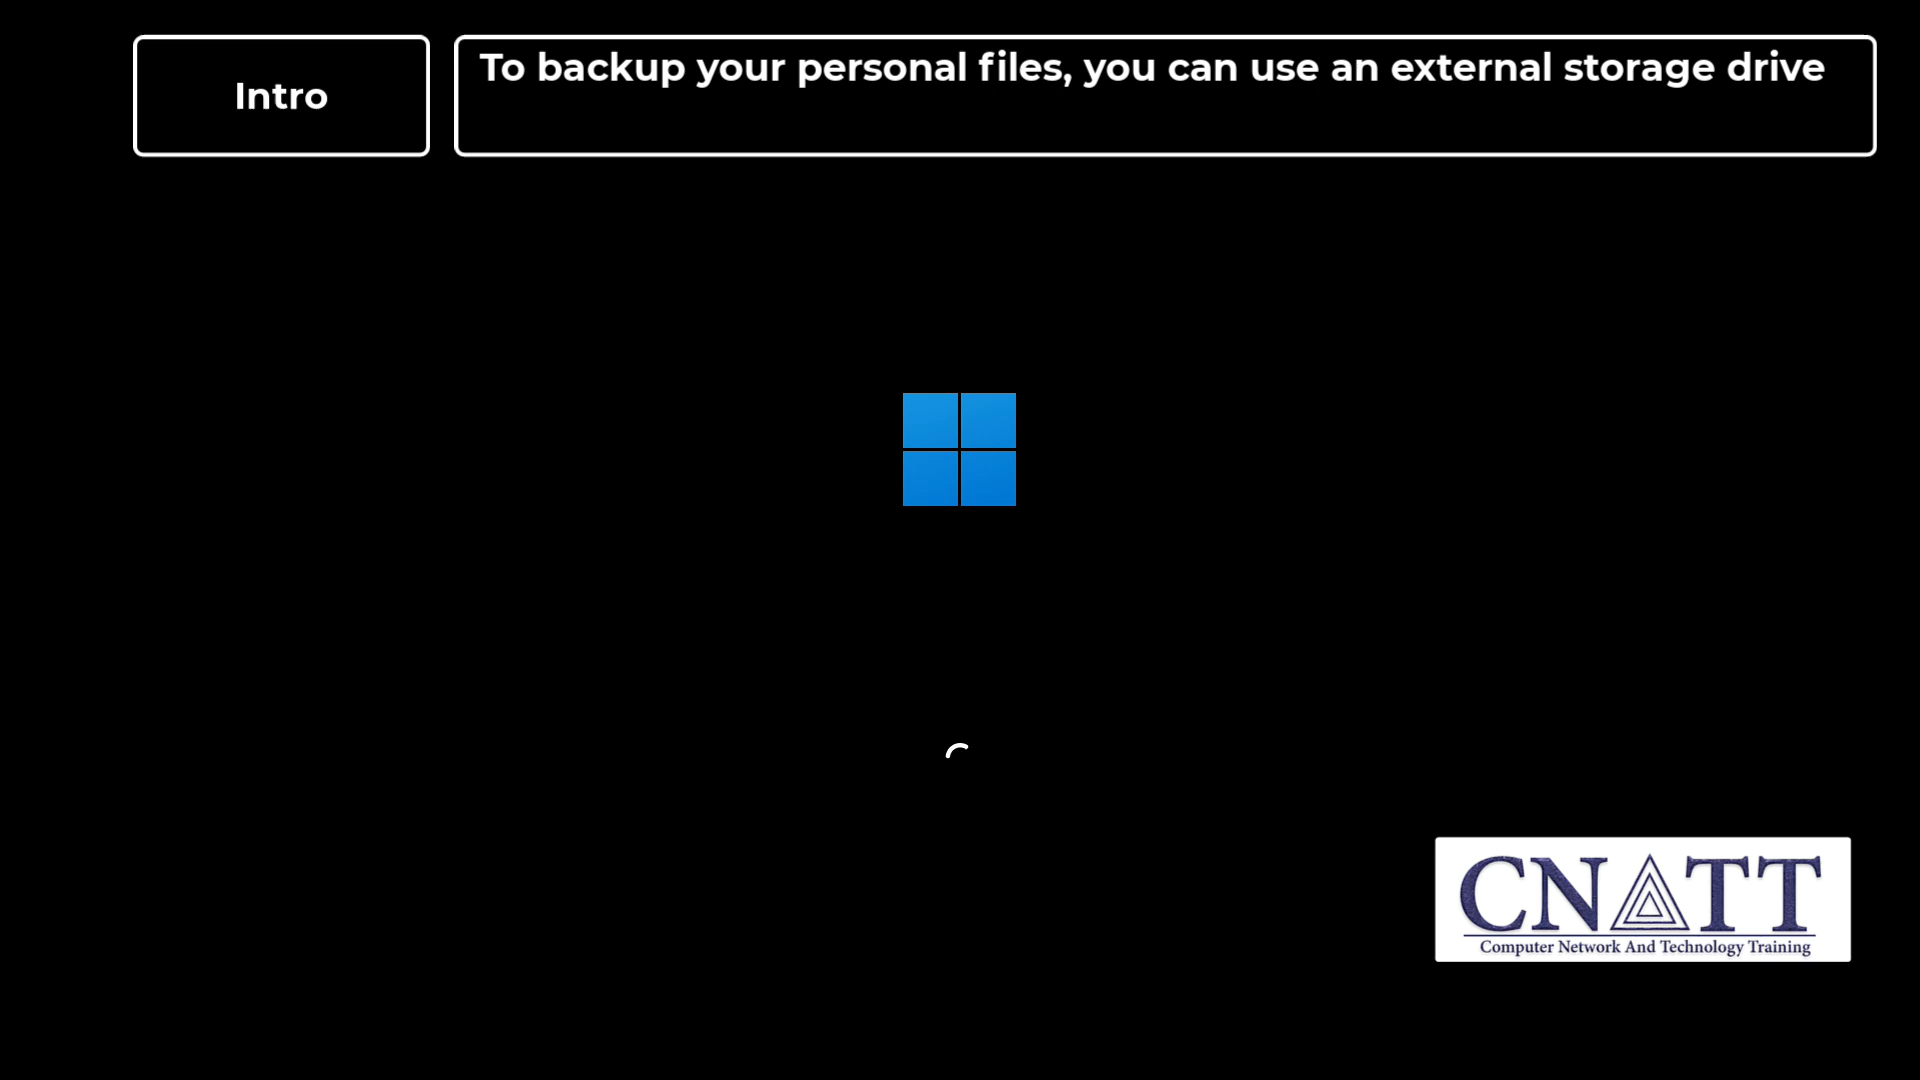 Intro
To backup your personal files, you can use an external storage drive
CNATT
Computer Network And Technology Training